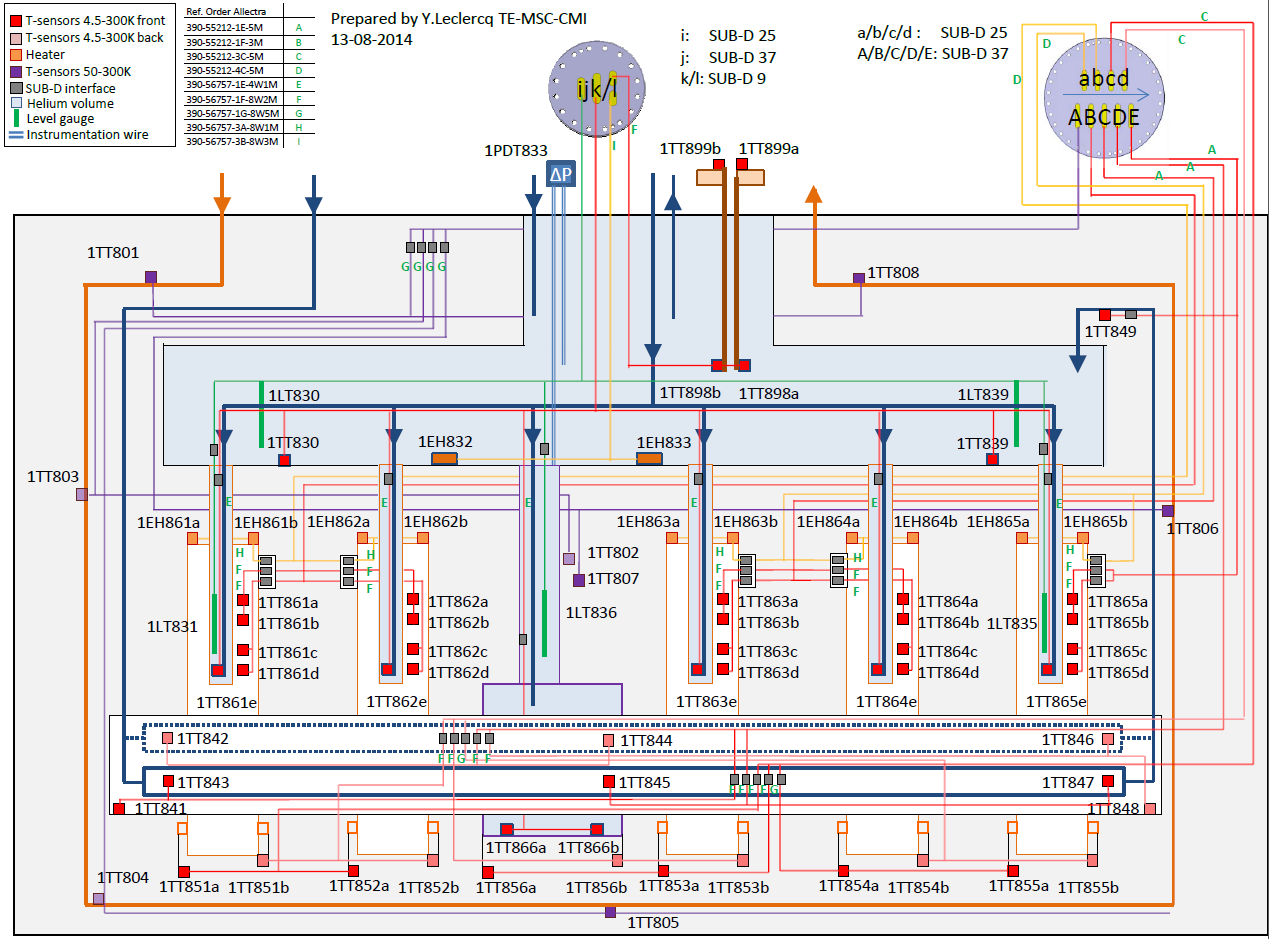 T-sensors 4.5-300K front
T-sensors 4.5-300K back
Heater
T-sensors 50-300K
SUB-D interface
Helium volume
Level gauge
Instrumentation wire
Ref. Order Allectra
390-55212-1E-5M A
390-55212-1F-3M B
390-55212-3C-5M C
390-55212-4C-5M D
390-56757-1E-4W1M E
390-56757-1F-8W2M F
390-56757-1G-8W5M G
390-56757-3A-8W1M H
390-56757-3B-8W3M I
Prepared by Y.Leclercq TE-MSC-CMI
13-08-2014
i: SUB-D 25
j: SUB-D 37
k/l: SUB-D 9
a/b/c/d : SUB-D 25
A/B/C/D/E: SUB-D 37
C
C
D
D
abcd
ABCDE
A
A
A
ijk/l
F
I
1PDT833
ΔP
1TT899b 1TT899a
1TT801
G G G G
1TT808
1TT849
1LT830
1TT898b 1TT898a
1LT839
1TT830
1EH832
1EH833
1TT839
1TT803
E E E E E E
1EH861a 1EH861b 1EH862a 1EH862b
1EH863a 1EH863b 1EH864a 1EH864b 1EH865a 1EH865b
1TT806
H H H H H
F F F F F
F F F F F
1TT802
1TT807
1TT861a 1TT862a 1TT863a 1TT864a 1TT865a
1LT831 1TT861b 1TT862b 1LT836 1TT863b 1TT864b 1LT835 1TT865b
1TT861c 1TT862c 1TT863c 1TT864c 1TT865c
1TT861d 1TT862d 1TT863d 1TT864d 1TT865d
1TT861e 1TT862e 1TT863e 1TT864e 1TT865e
1TT842 1TT844 1TT846
F F G F F
1TT843 1TT845 1TT847
1TT841 1TT848
1TT866a 1TT866b
1TT804
1TT851a 1TT851b 1TT852a 1TT852b 1TT856a 1TT856b 1TT853a 1TT853b 1TT854a 1TT854b 1TT855a 1TT855b
1TT805